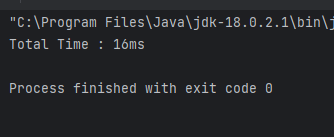 "C:\Program Files\Java\jdk-18.0.2.1\bin\j
Total Time : 16ms
Process finished with exit code 0